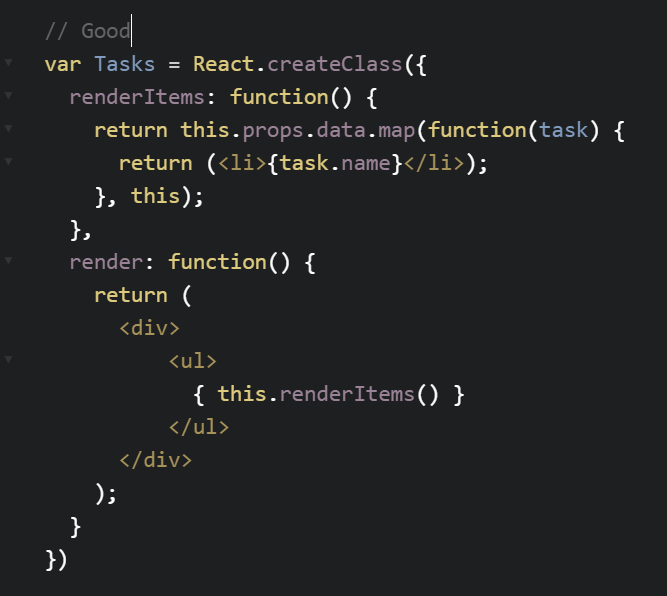 // Good
var Tasks = React.createClass({
  renderItems: function() {
    return this.props.data.map(function(task) {
      return (<li>{task.name}</li>);
    }, this);
  },
  render: function() {
    return (
      <div>
          <ul>
            { this.renderItems() }
          </ul>
      </div>
    );
  }
})